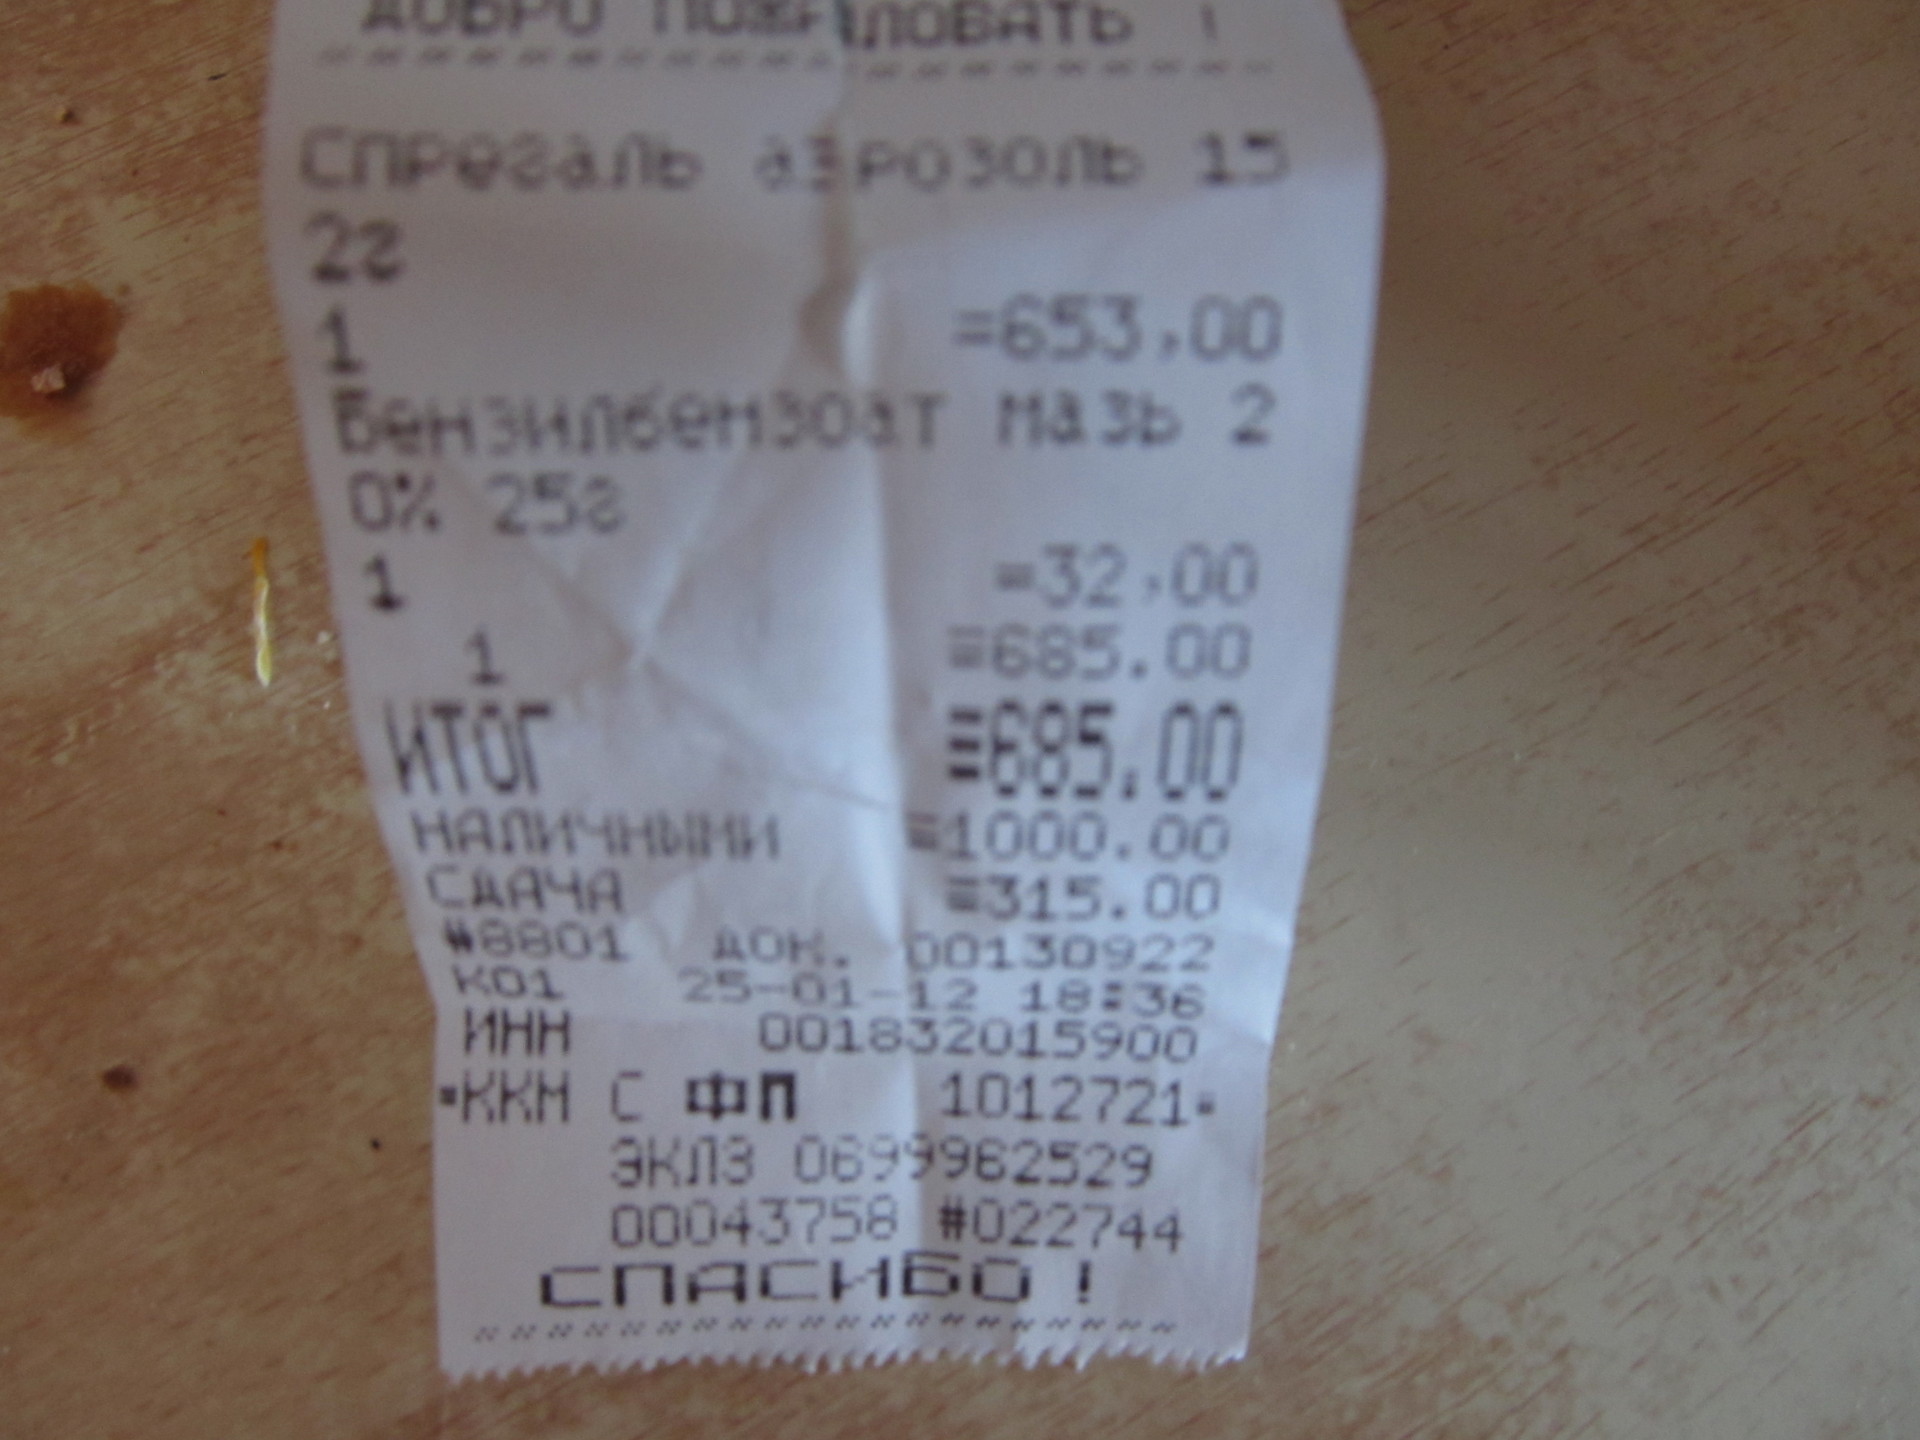 ДОБРО ПОЖАЛОВАТЬ !
Спрегаль аэрозоль 15
2г
1 =653,00
Бензилбензоат мазь 2
0% 25г
1 =32,00
1 ≡685.00
ИТОГ ≡685.00
НАЛИЧНЫМИ ≡1000.00
СДАЧА ≡315.00
#8801 ДОК. 00130922
К01 25-01-12 18:36
ИНН 001832015900
▪ККМ С ФП 1012721▪
ЭКЛЗ 0699962529
00043758 #022744
СПАСИБО !